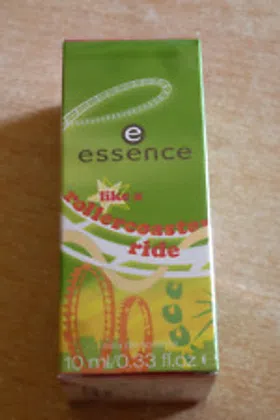 e
essence
like a
rollercoaster
ride
10 ml/0.33 fl.oz e